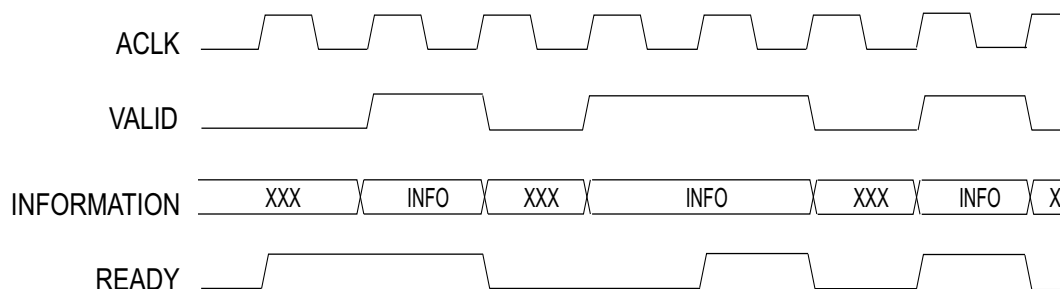 ACLK
VALID
INFORMATION XXX INFO XXX INFO XXX INFO X
READY